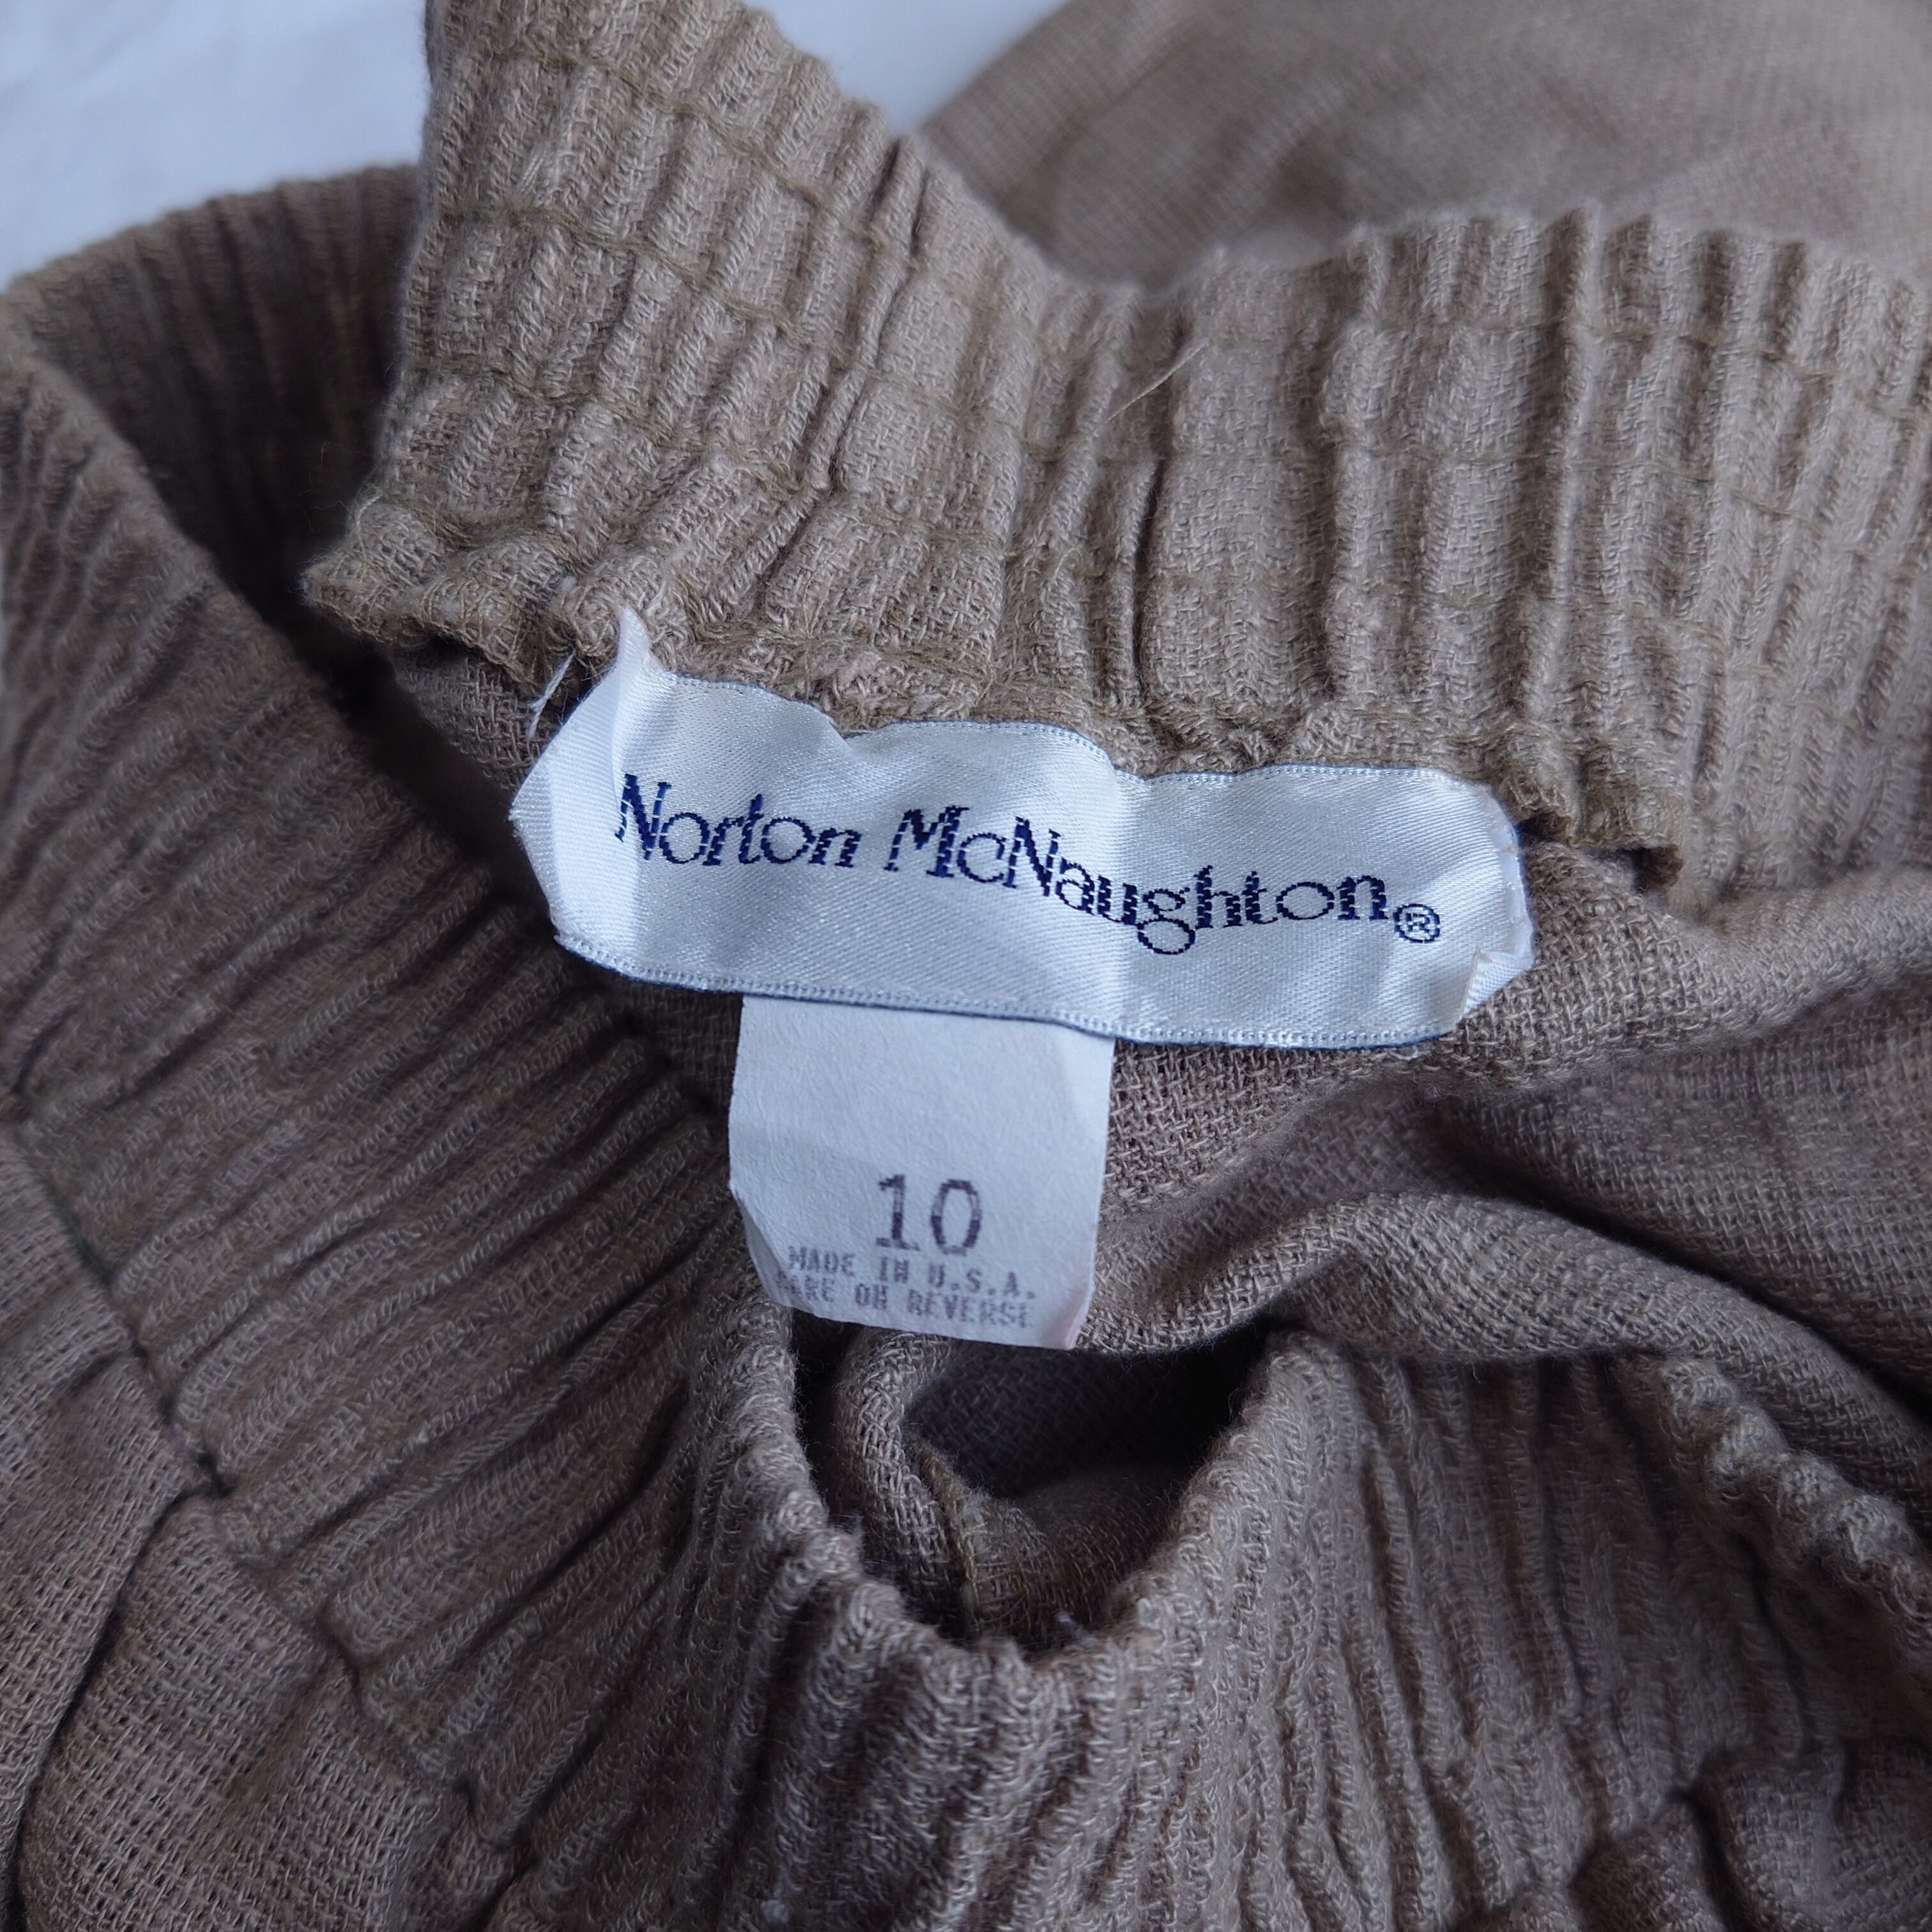 Norton McNaughton®
10
MADE IN U.S.A.
CARE ON REVERSE